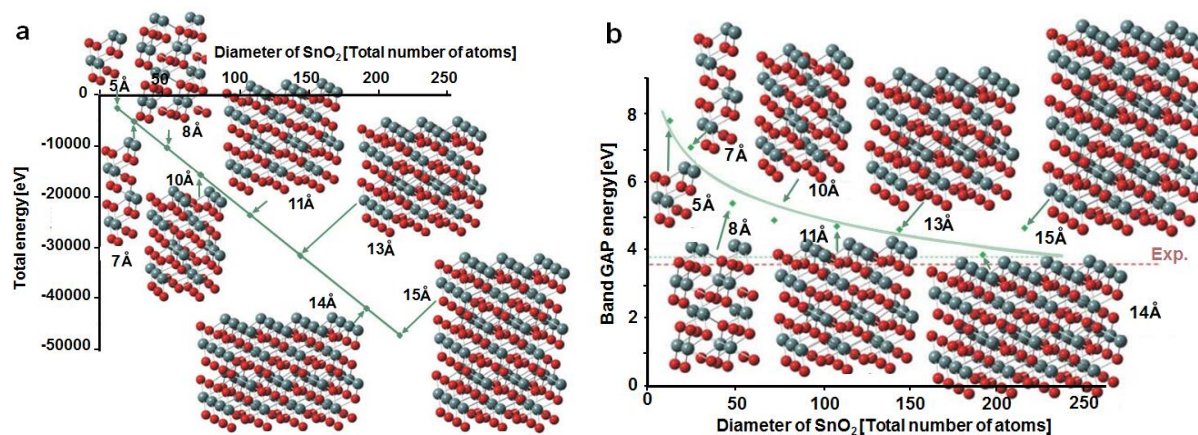 a
Diameter of SnO2 [Total number of atoms]
5Å
50
100
150
200
250
0
-10000
-20000
-30000
-40000
-50000
Total energy [eV]
8Å
10Å
7Å
11Å
13Å
14Å
15Å
b
8
6
4
2
0
Band GAP energy [eV]
7Å
5Å
8Å
10Å
11Å
13Å
15Å
Exp.
14Å
0
50
100
150
200
250
Diameter of SnO2 [Total number of atoms]